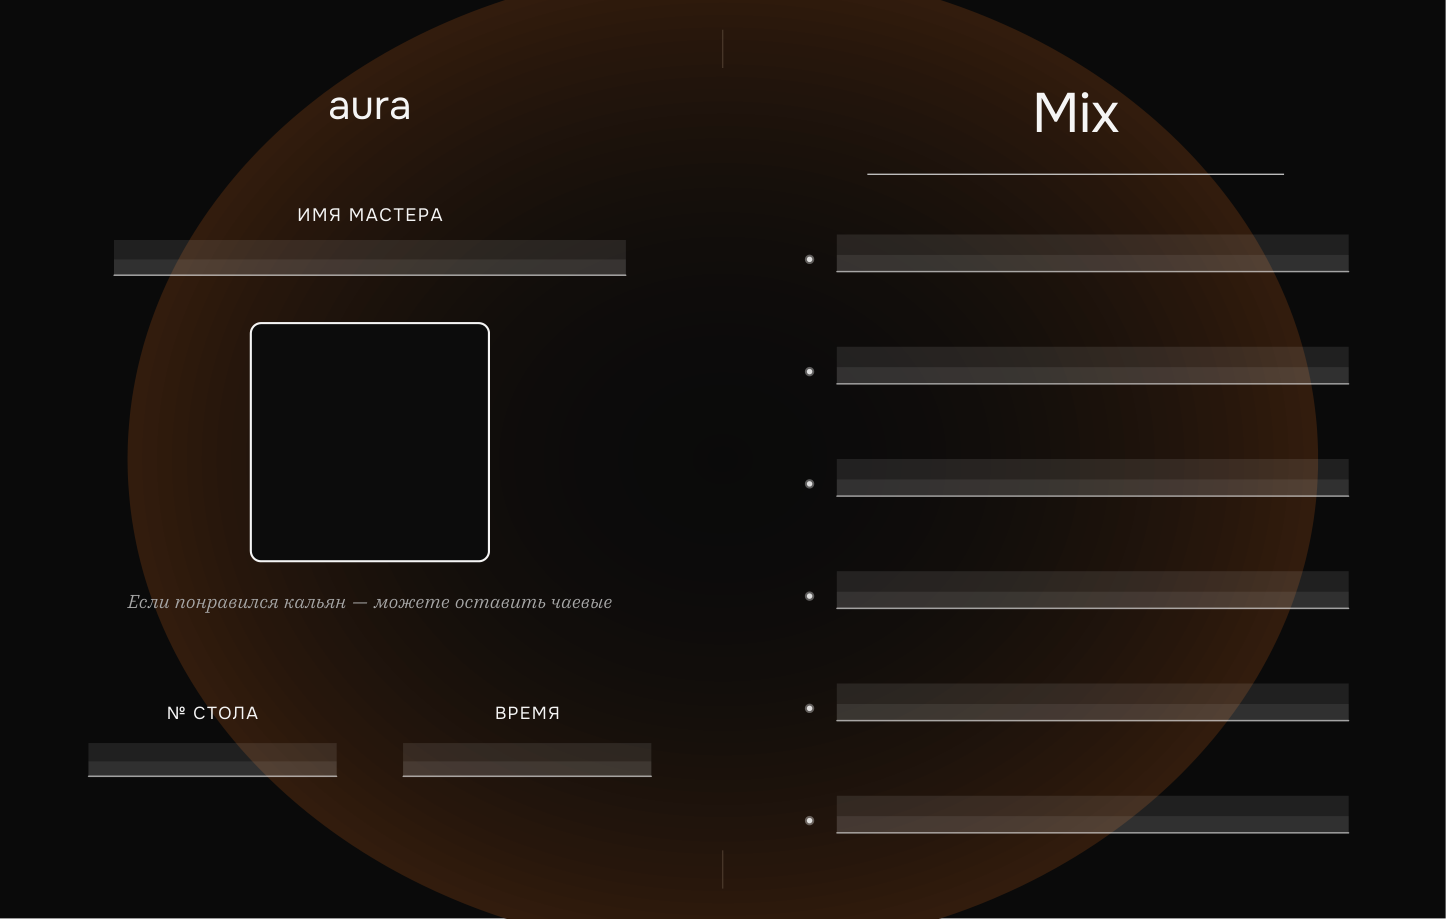 aura
ИМЯ МАСТЕРА
Если понравился кальян — можете оставить чаевые
№ СТОЛА
ВРЕМЯ
Mix